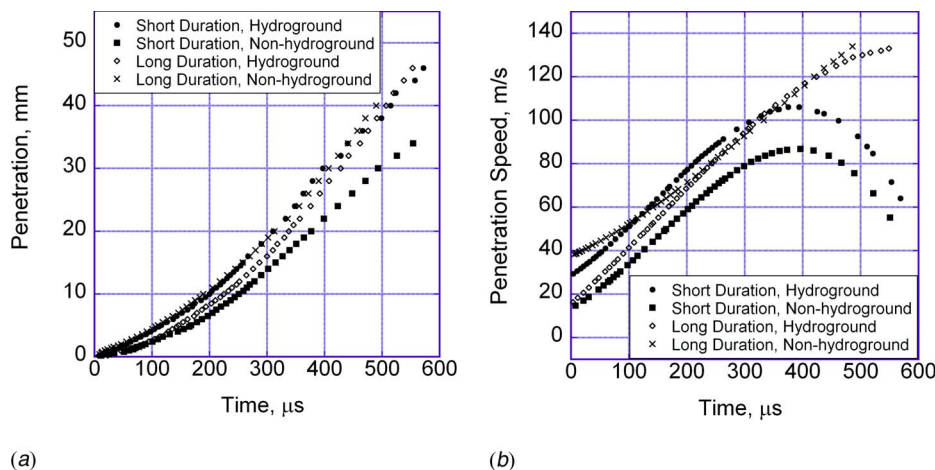 (a)
(b)
Short Duration, Hydroground
Short Duration, Non-hydroground
Long Duration, Hydroground
Long Duration, Non-hydroground
50
40
30
20
10
0
Penetration, mm
0 100 200 300 400 500 600
Time, μs
140
120
100
80
60
40
20
0
Penetration Speed, m/s
Short Duration, Hydroground
Short Duration, Non-hydroground
Long Duration, Hydroground
Long Duration, Non-hydroground
0 100 200 300 400 500 600
Time, μs
(a)
(b)